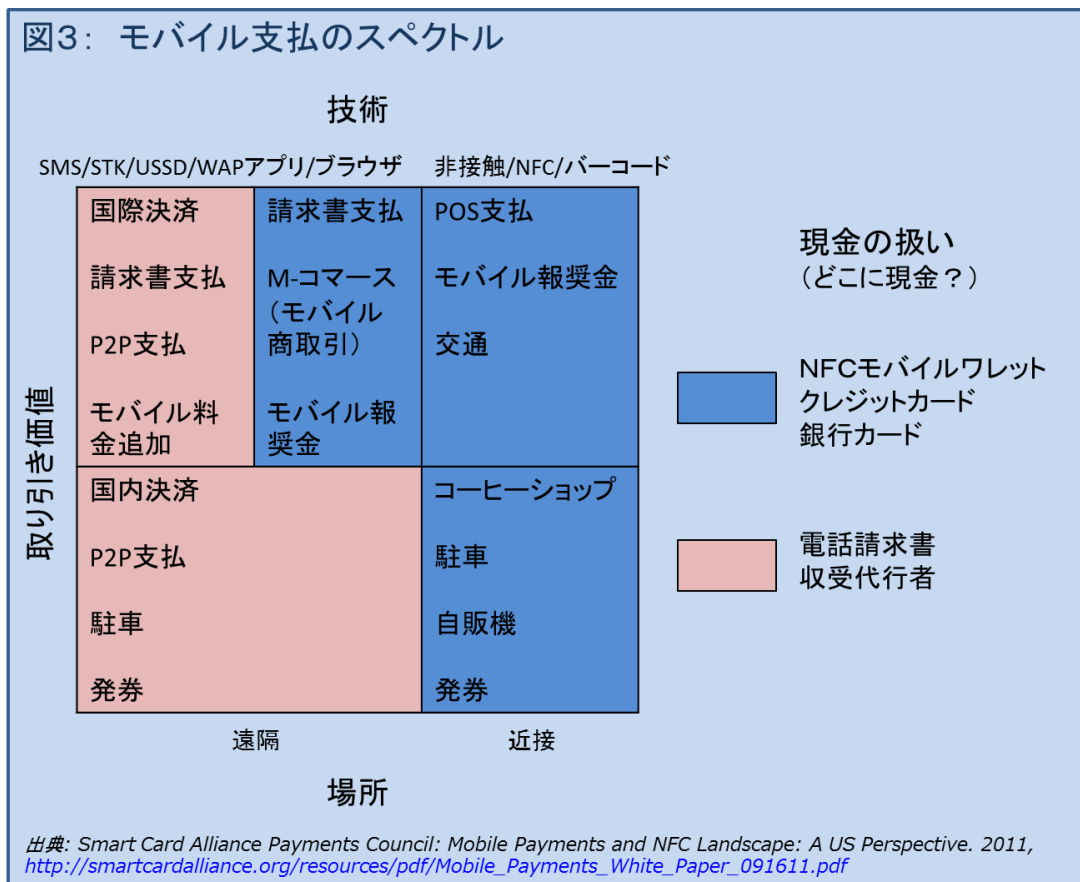 図３： モバイル支払のスペクトル
技術
SMS/STK/USSD/WAPアプリ/ブラウザ
非接触/NFC/バーコード
国際決済
請求書支払
P2P支払
モバイル料
金追加
請求書支払
M-コマース
（モバイル
商取引）
モバイル報
奨金
POS支払
モバイル報奨金
交通
国内決済
P2P支払
駐車
発券
コーヒーショップ
駐車
自販機
発券
取り引き価値
遠隔
近接
場所
現金の扱い
（どこに現金？）
ＮＦＣモバイルワレット
クレジットカード
銀行カード
電話請求書
収受代行者
出典: Smart Card Alliance Payments Council: Mobile Payments and NFC Landscape: A US Perspective. 2011,
http://smartcardalliance.org/resources/pdf/Mobile_Payments_White_Paper_091611.pdf